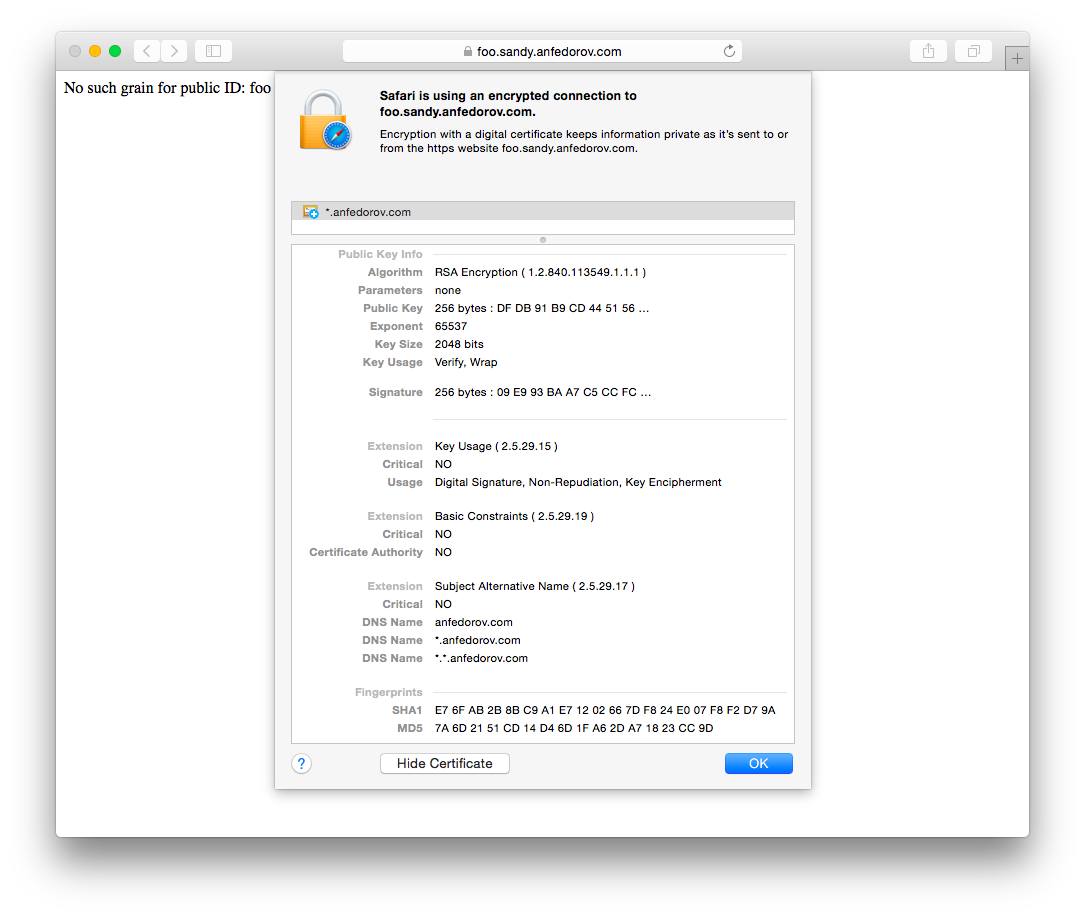 foo.sandy.anfedorov.com
No such grain for public ID: foo
Safari is using an encrypted connection to
foo.sandy.anfedorov.com.
Encryption with a digital certificate keeps information private as it's sent to or
from the https website foo.sandy.anfedorov.com.
*.anfedorov.com
Public Key Info
Algorithm RSA Encryption ( 1.2.840.113549.1.1.1 )
Parameters none
Public Key 256 bytes : DF DB 91 B9 CD 44 51 56 ...
Exponent 65537
Key Size 2048 bits
Key Usage Verify, Wrap
Signature 256 bytes : 09 E9 93 BA A7 C5 CC FC ...
Extension Key Usage ( 2.5.29.15 )
Critical NO
Usage Digital Signature, Non-Repudiation, Key Encipherment
Extension Basic Constraints ( 2.5.29.19 )
Critical NO
Certificate Authority NO
Extension Subject Alternative Name ( 2.5.29.17 )
Critical NO
DNS Name anfedorov.com
DNS Name *.anfedorov.com
DNS Name *.*.anfedorov.com
Fingerprints
SHA1 E7 6F AB 2B 8B C9 A1 E7 12 02 66 7D F8 24 E0 07 F8 F2 D7 9A
MD5 7A 6D 21 51 CD 14 D4 6D 1F A6 2D A7 18 23 CC 9D
? Hide Certificate OK